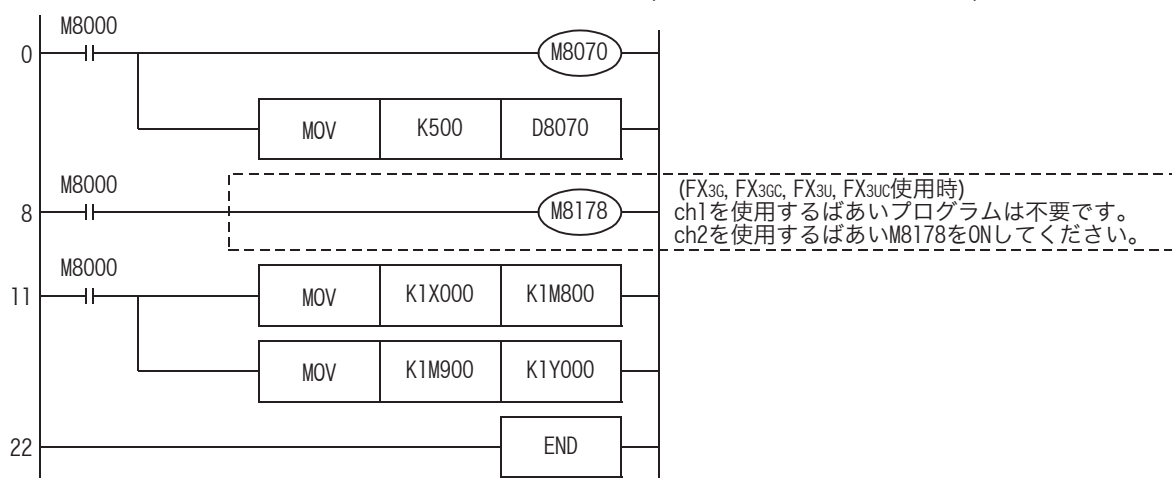 M8000
0 M8070
MOV K500 D8070
M8000
8 M8178
(FX3G, FX3GC, FX3U, FX3UC使用時)
ch1を使用するばあいプログラムは不要です。
ch2を使用するばあいM8178をONしてください。
M8000
11 MOV K1X000 K1M800
MOV K1M900 K1Y000
22 END